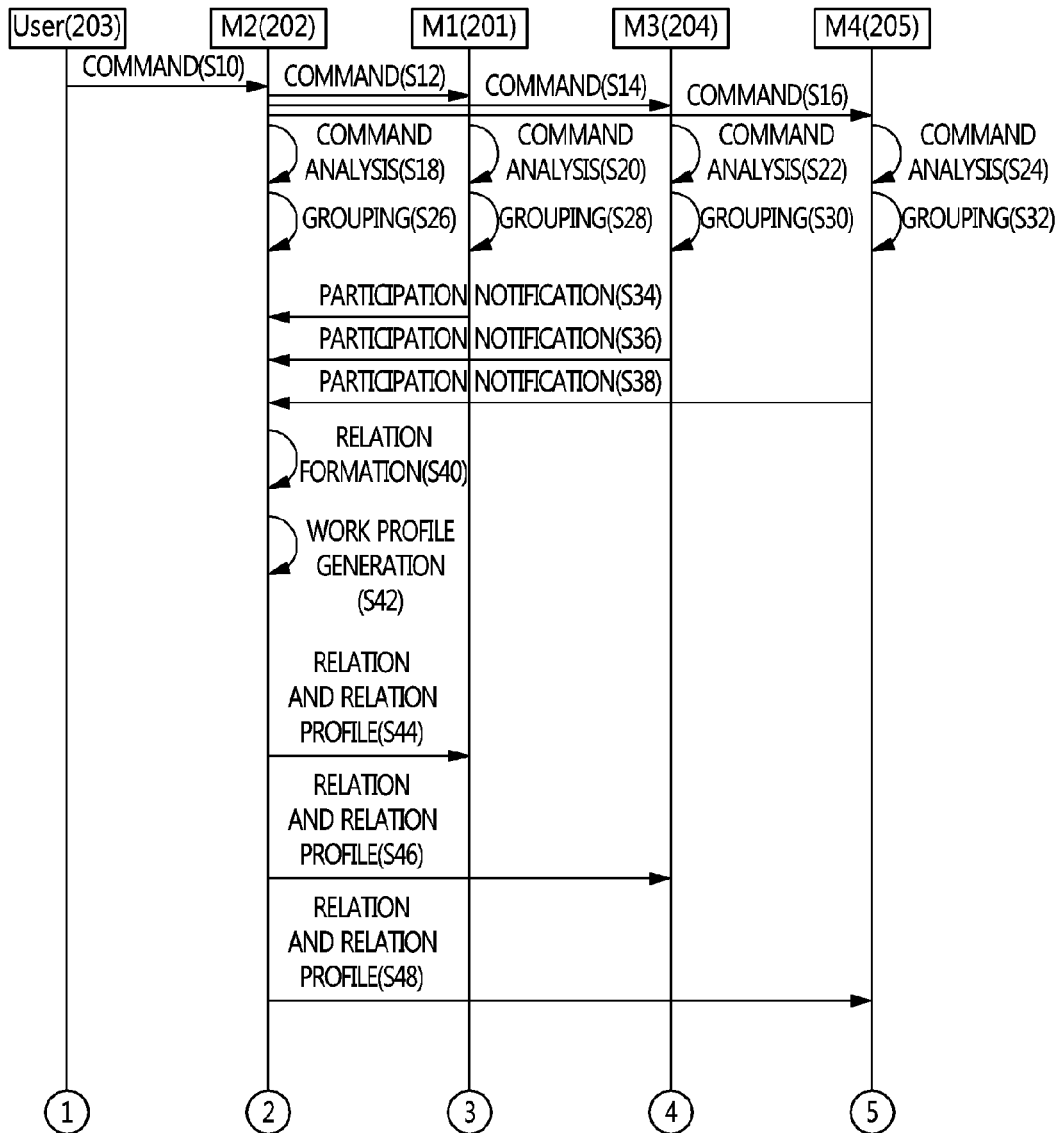 User(203)
M2(202)
M1(201)
M3(204)
M4(205)
COMMAND(S10)
COMMAND(S12)
COMMAND(S14)
COMMAND(S16)
COMMAND
ANALYSIS(S18)
COMMAND
ANALYSIS(S20)
COMMAND
ANALYSIS(S22)
COMMAND
ANALYSIS(S24)
GROUPING(S26)
GROUPING(S28)
GROUPING(S30)
GROUPING(S32)
PARTICIPATION NOTIFICATION(S34)
PARTICIPATION NOTIFICATION(S36)
PARTICIPATION NOTIFICATION(S38)
RELATION
FORMATION(S40)
WORK PROFILE
GENERATION
(S42)
RELATION
AND RELATION
PROFILE(S44)
RELATION
AND RELATION
PROFILE(S46)
RELATION
AND RELATION
PROFILE(S48)
1
2
3
4
5